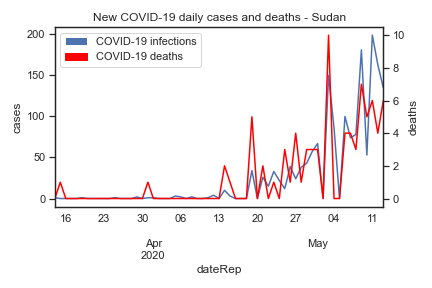 New COVID-19 daily cases and deaths - Sudan
COVID-19 infections
COVID-19 deaths
200
150
100
50
0
cases
10
8
6
4
2
0
deaths
16 23 30 06 13 20 27 04 11
Apr May
2020
dateRep